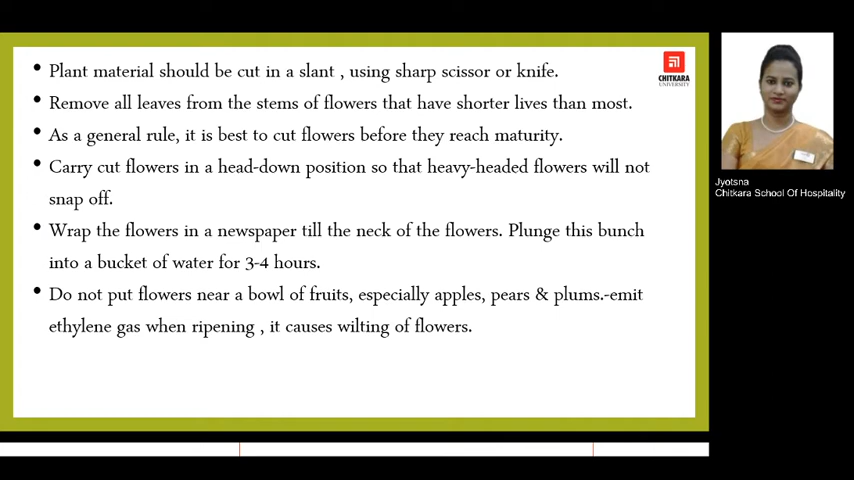 • Plant material should be cut in a slant , using sharp scissor or knife.
• Remove all leaves from the stems of flowers that have shorter lives than most.
• As a general rule, it is best to cut flowers before they reach maturity.
• Carry cut flowers in a head-down position so that heavy-headed flowers will not
snap off.
• Wrap the flowers in a newspaper till the neck of the flowers. Plunge this bunch
into a bucket of water for 3-4 hours.
• Do not put flowers near a bowl of fruits, especially apples, pears & plums.-emit
ethylene gas when ripening , it causes wilting of flowers.
CHITKARA
UNIVERSITY
Jyotsna
Chitkara School Of Hospitality